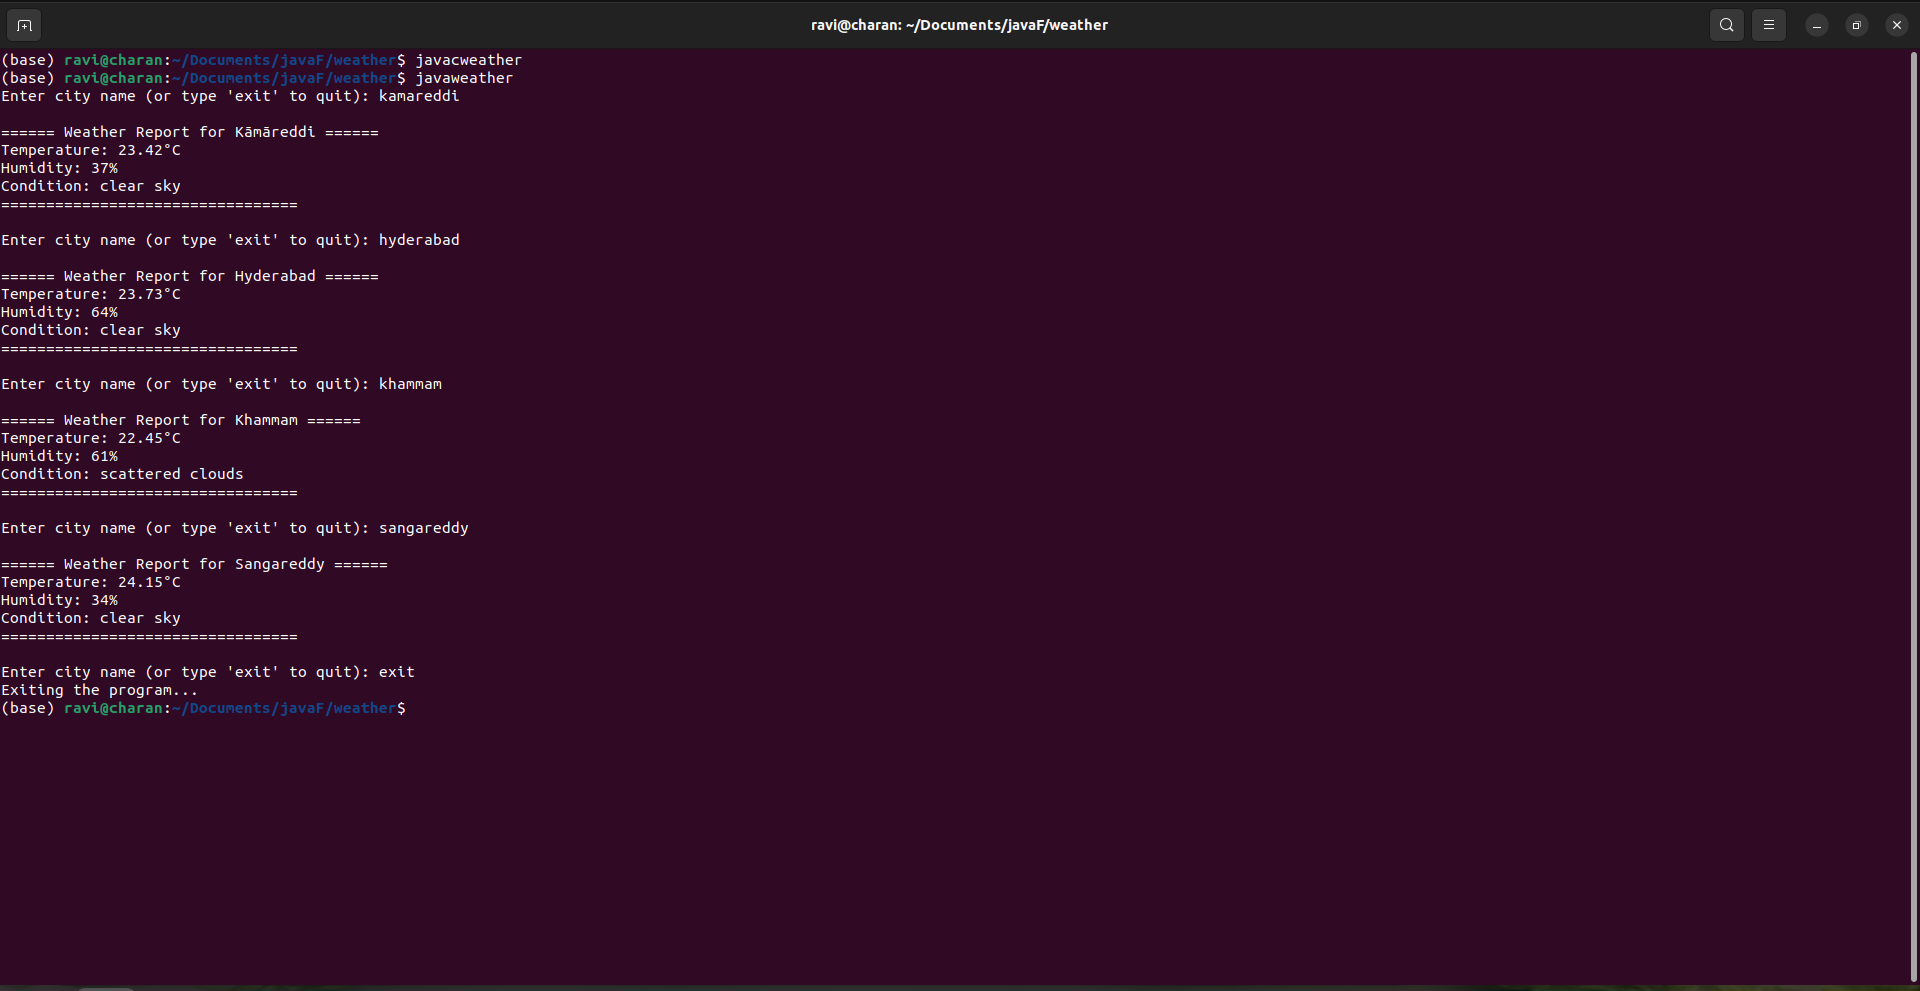 ravi@charan: ~/Documents/javaF/weather
(base) ravi@charan:~/Documents/javaF/weather$ javacweather
(base) ravi@charan:~/Documents/javaF/weather$ javaweather
Enter city name (or type 'exit' to quit): kamareddi
====== Weather Report for Kāmāreddi ======
Temperature: 23.42°C
Humidity: 37%
Condition: clear sky
=================================
Enter city name (or type 'exit' to quit): hyderabad
====== Weather Report for Hyderabad ======
Temperature: 23.73°C
Humidity: 64%
Condition: clear sky
=================================
Enter city name (or type 'exit' to quit): khammam
====== Weather Report for Khammam ======
Temperature: 22.45°C
Humidity: 61%
Condition: scattered clouds
=================================
Enter city name (or type 'exit' to quit): sangareddy
====== Weather Report for Sangareddy ======
Temperature: 24.15°C
Humidity: 34%
Condition: clear sky
=================================
Enter city name (or type 'exit' to quit): exit
Exiting the program...
(base) ravi@charan:~/Documents/javaF/weather$